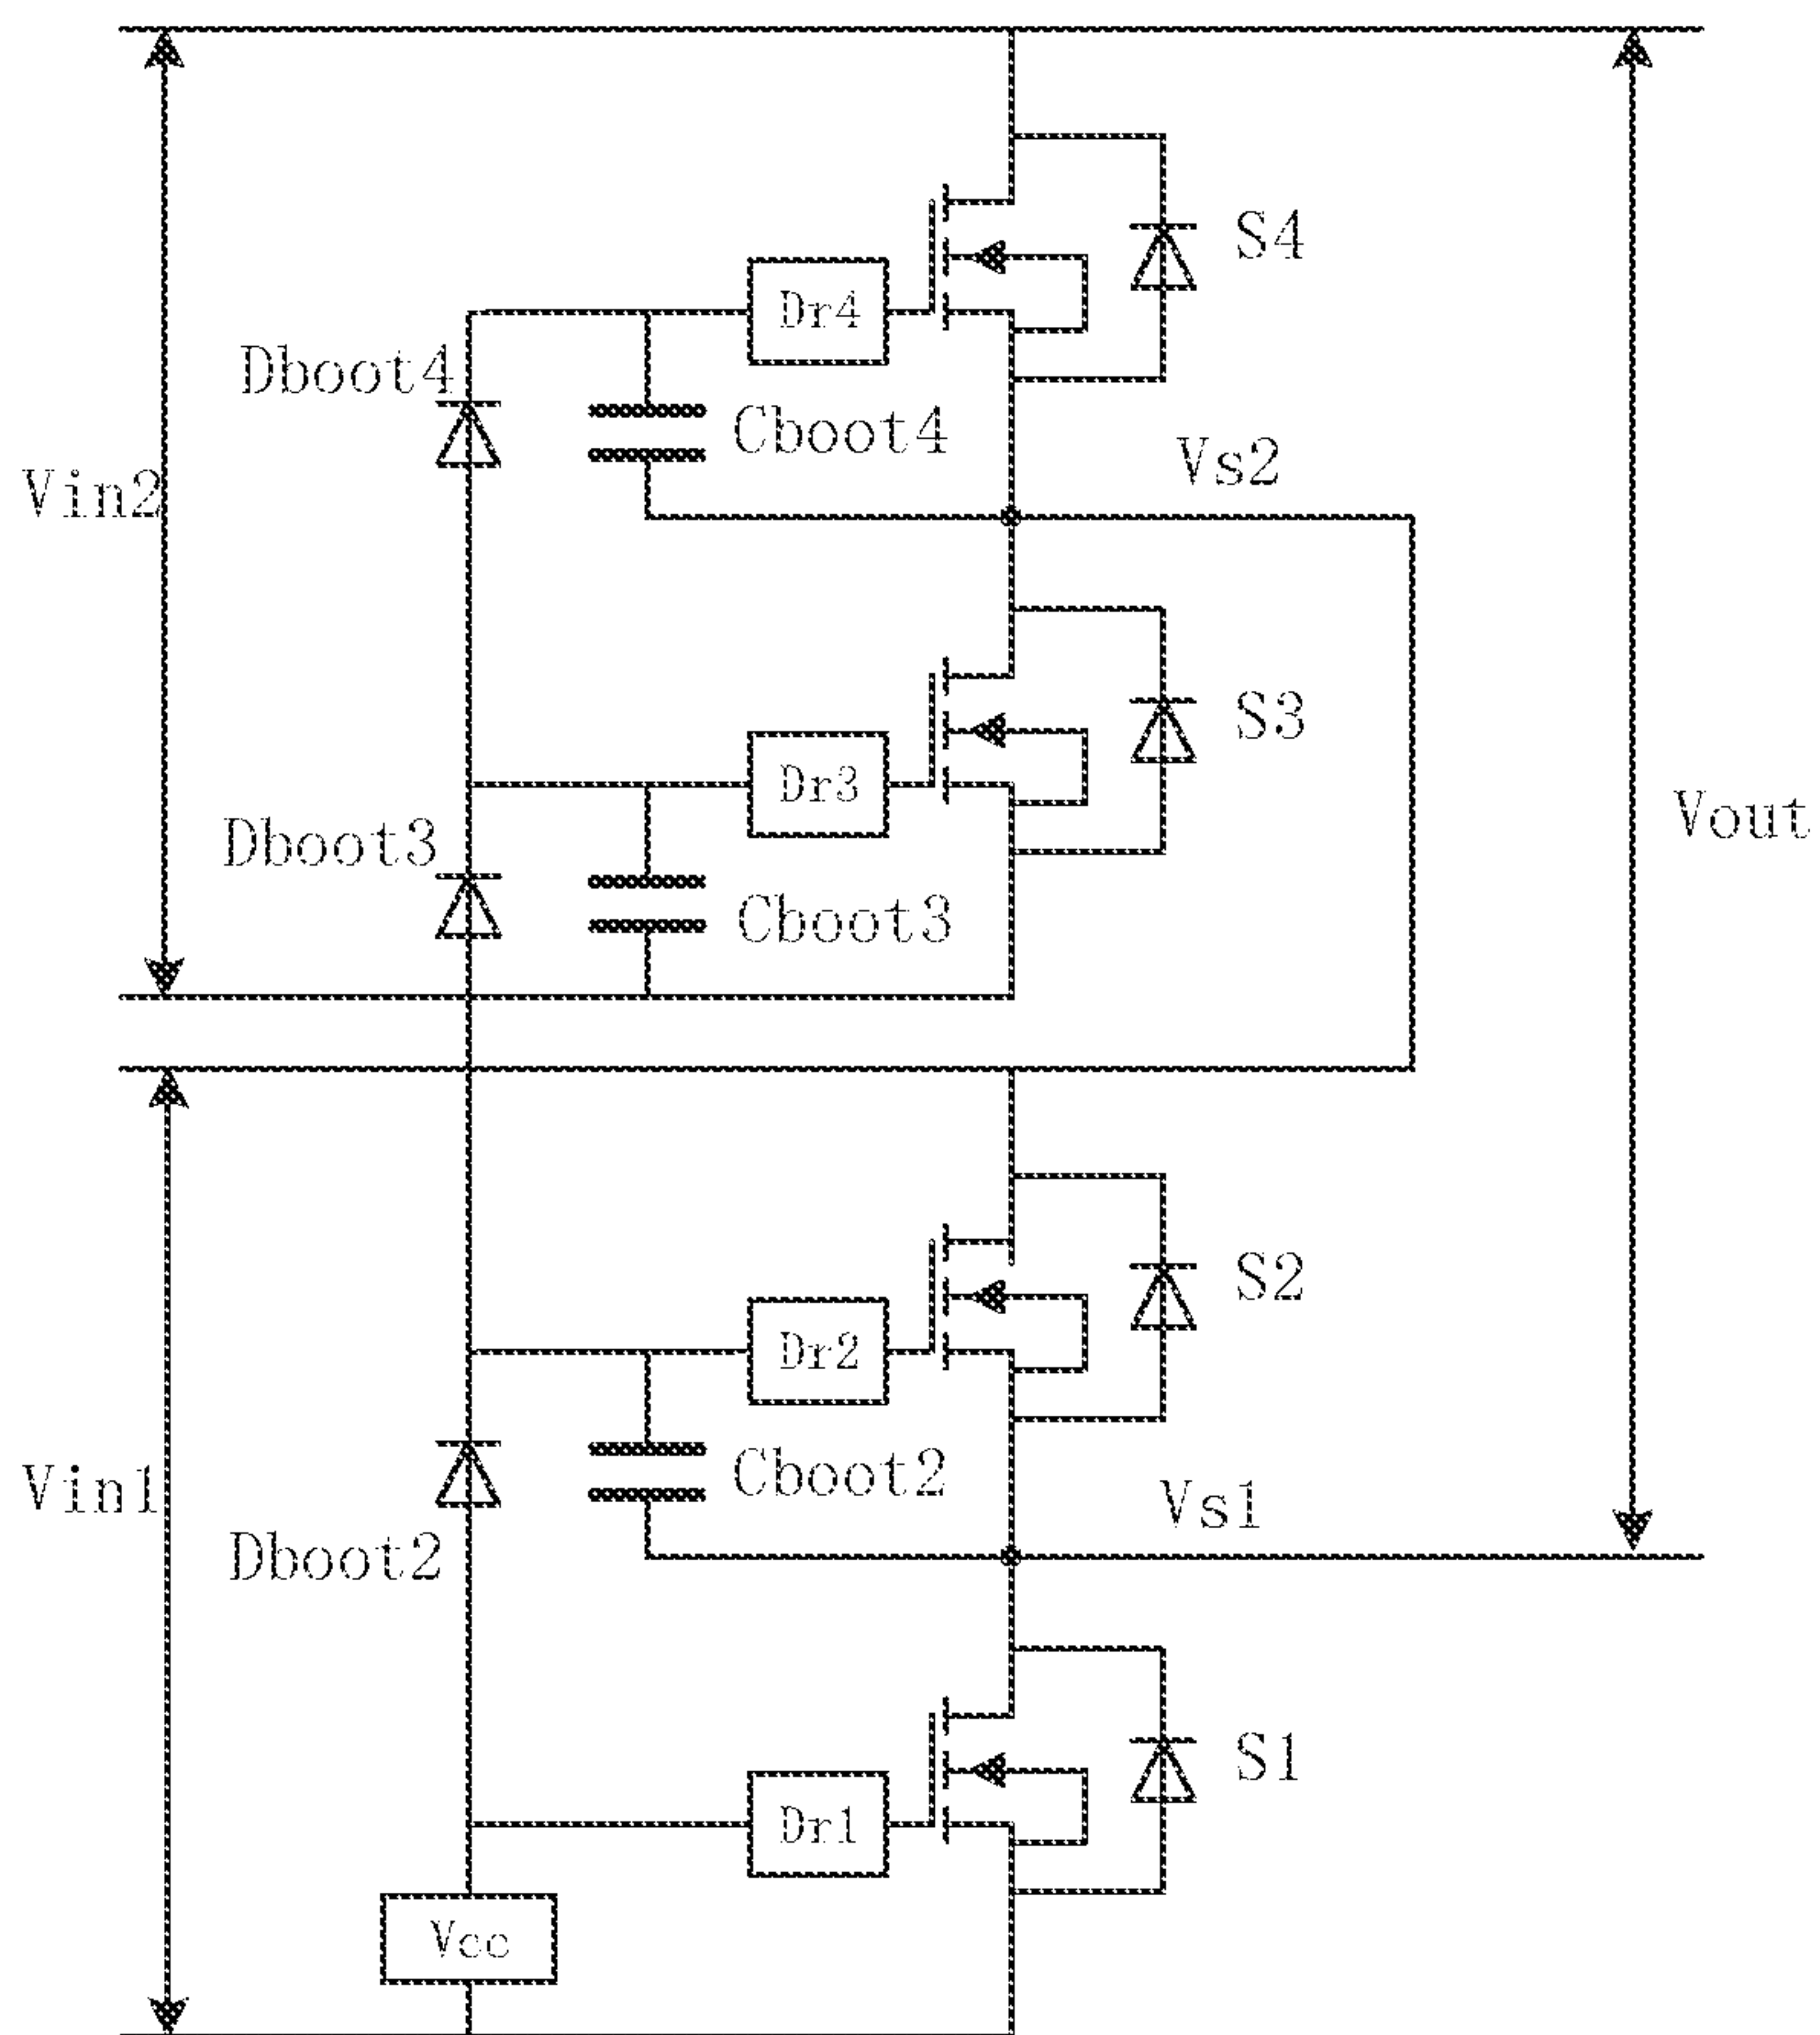 S4
Dr4
Dboot4
Cboot4
Vs2
Vin2
S3
Dr3
Vout
Dboot3
Cboot3
S2
Dr2
Cboot2
Vin1
Vs1
Dboot2
S1
Dr1
Vcc